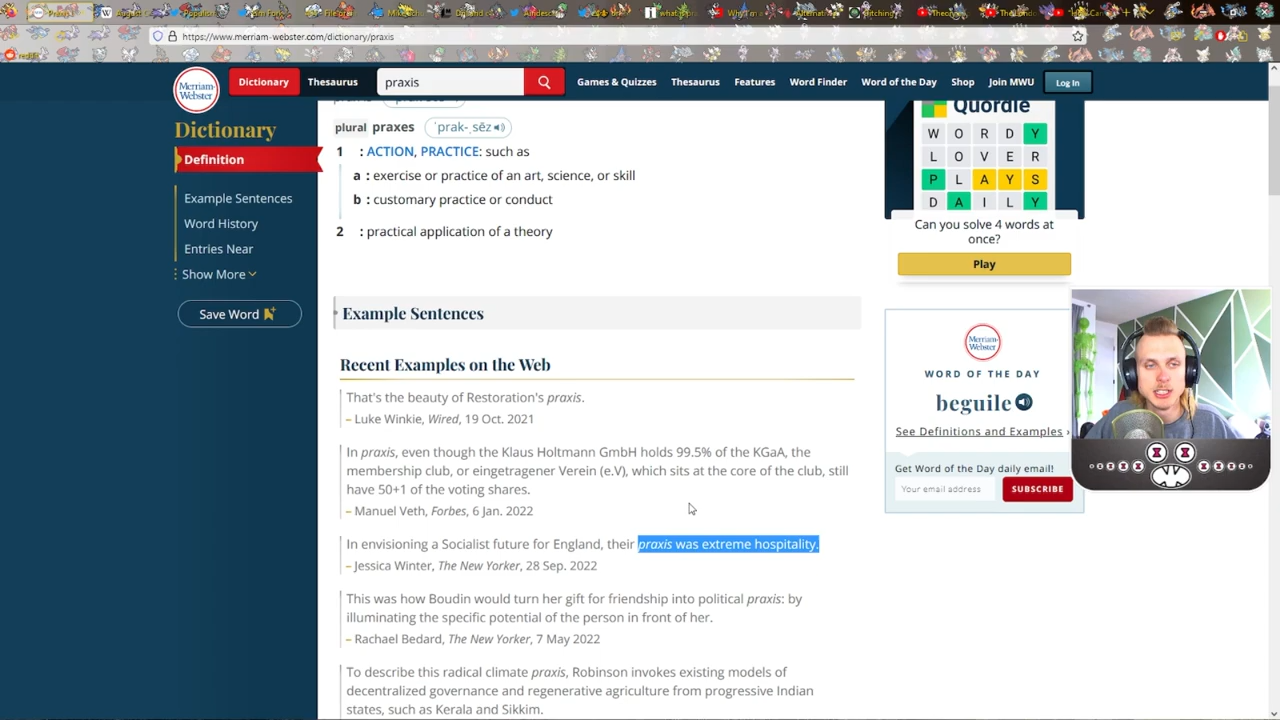 Praxis
https://www.merriam-webster.com/dictionary/praxis
reddit
Merriam-
Webster
Dictionary
Thesaurus
praxis
Games & Quizzes
Thesaurus
Features
Word Finder
Word of the Day
Shop
Join MWU
Log In
Dictionary
Definition
Example Sentences
Word History
Entries Near
Show More
Save Word
plural praxes ˈprak-ˌsēz
1 : ACTION, PRACTICE: such as
a : exercise or practice of an art, science, or skill
b : customary practice or conduct
2 : practical application of a theory
Example Sentences
Recent Examples on the Web
That's the beauty of Restoration's praxis.
– Luke Winkie, Wired, 19 Oct. 2021
In praxis, even though the Klaus Holtmann GmbH holds 99.5% of the KGaA, the
membership club, or eingetragener Verein (e.V), which sits at the core of the club, still
have 50+1 of the voting shares.
– Manuel Veth, Forbes, 6 Jan. 2022
In envisioning a Socialist future for England, their praxis was extreme hospitality.
– Jessica Winter, The New Yorker, 28 Sep. 2022
This was how Boudin would turn her gift for friendship into political praxis: by
illuminating the specific potential of the person in front of her.
– Rachael Bedard, The New Yorker, 7 May 2022
To describe this radical climate praxis, Robinson invokes existing models of
decentralized governance and regenerative agriculture from progressive Indian
states, such as Kerala and Sikkim.
Quordle
W O R D Y
L O V E R
P L A Y S
D A I L Y
Can you solve 4 words at
once?
Play
Merriam-
Webster
WORD OF THE DAY
beguile
See Definitions and Examples ›
Get Word of the Day daily email!
Your email address
SUBSCRIBE